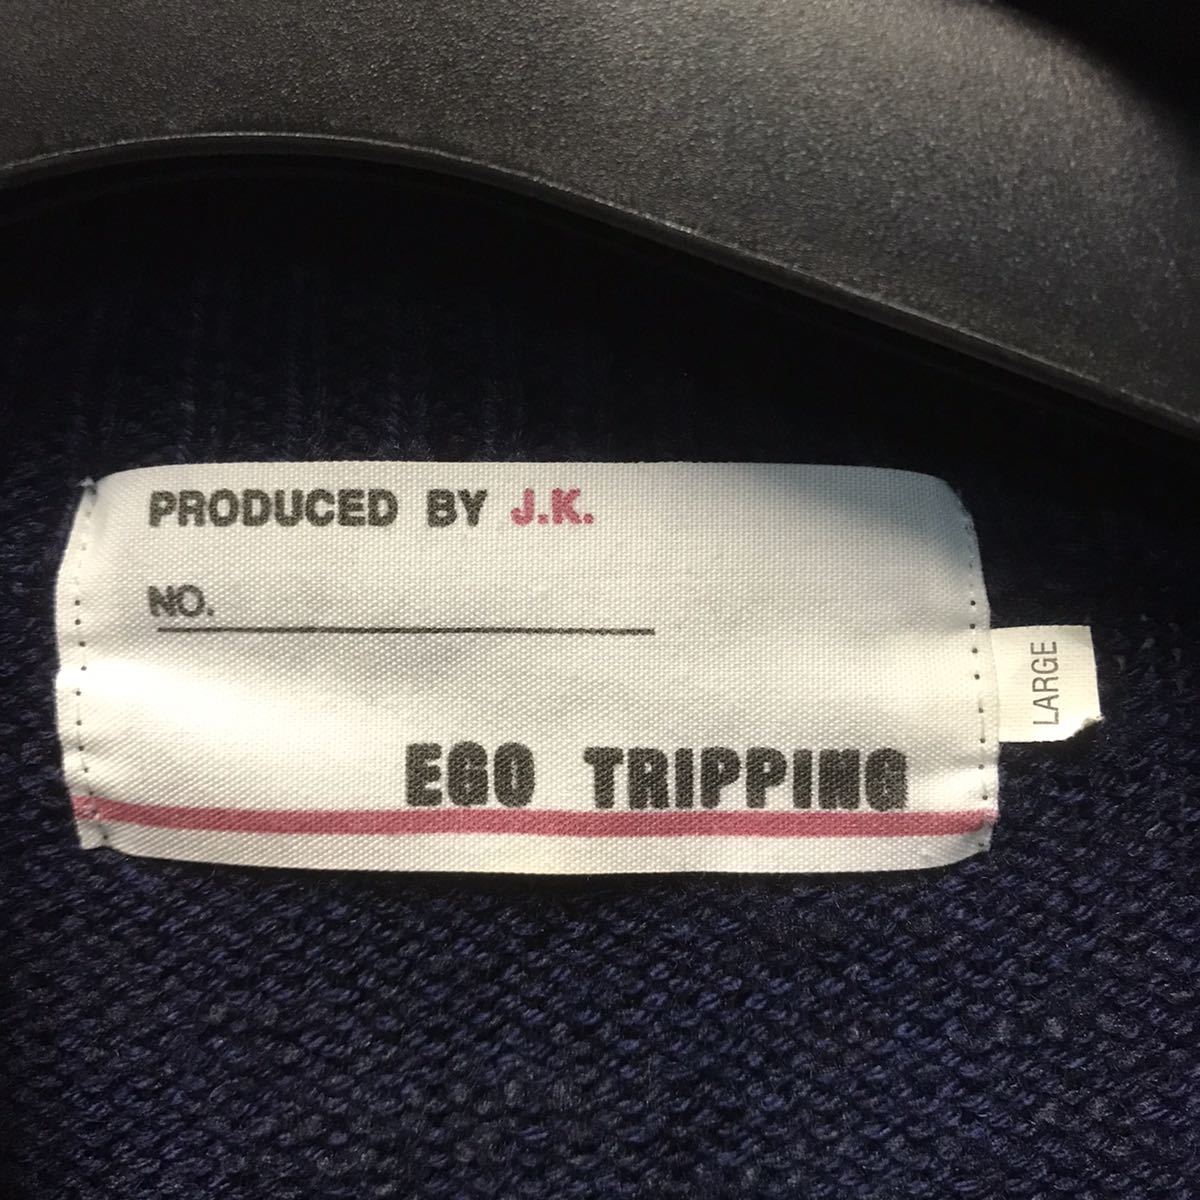 PRODUCED BY J.K.
NO.
EGO TRIPPING
LARGE